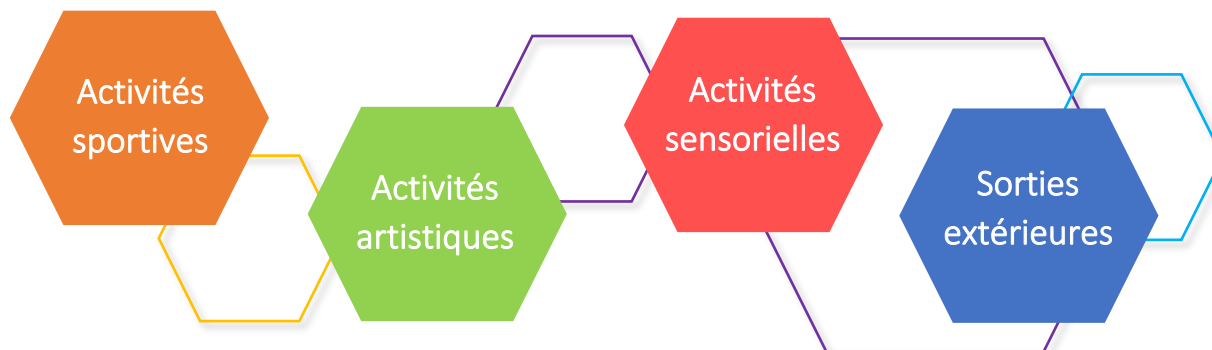 Activités
sportives
Activités
artistiques
Activités
sensorielles
Sorties
extérieures